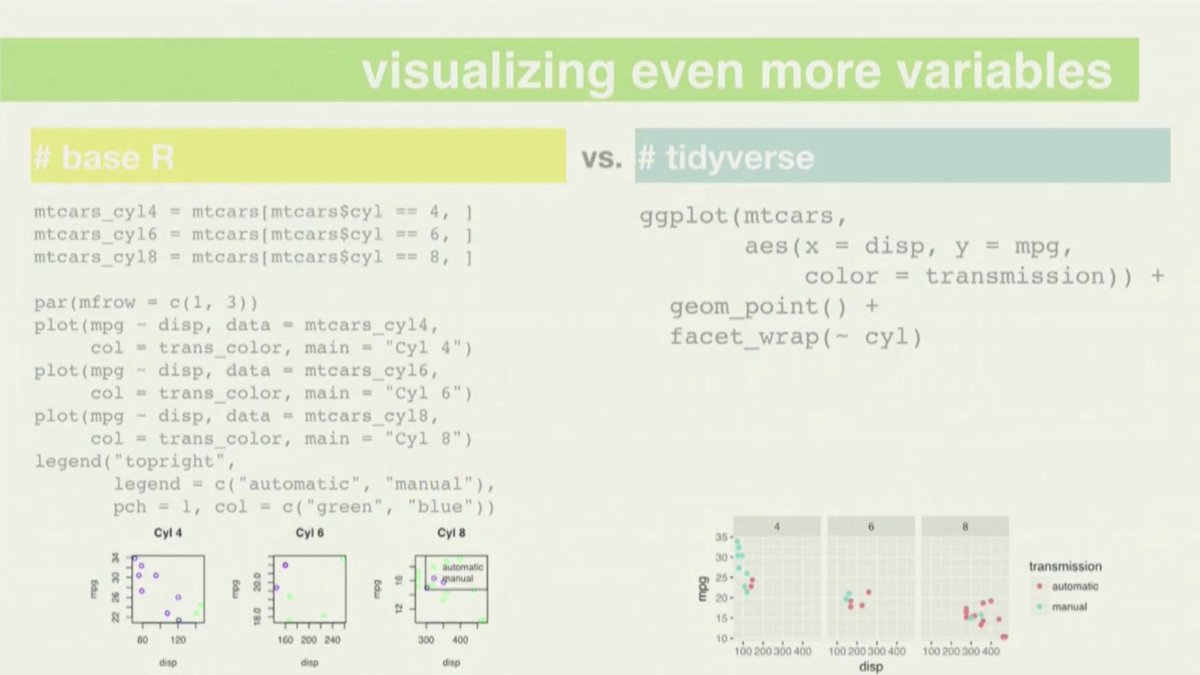 visualizing even more variables
# base R
vs.
# tidyverse
mtcars_cyl4 = mtcars[mtcars$cyl == 4, ]
mtcars_cyl6 = mtcars[mtcars$cyl == 6, ]
mtcars_cyl8 = mtcars[mtcars$cyl == 8, ]
par(mfrow = c(1, 3))
plot(mpg ~ disp, data = mtcars_cyl4,
col = trans_color, main = "Cyl 4")
plot(mpg ~ disp, data = mtcars_cyl6,
col = trans_color, main = "Cyl 6")
plot(mpg ~ disp, data = mtcars_cyl8,
col = trans_color, main = "Cyl 8")
legend("topright",
legend = c("automatic", "manual"),
pch = 1, col = c("green", "blue"))
ggplot(mtcars,
aes(x = disp, y = mpg,
color = transmission)) +
geom_point() +
facet_wrap(~ cyl)
Cyl 4
mpg
22 26 30 34
80 120
disp
Cyl 6
mpg
18.0 20.0
160 200 240
disp
Cyl 8
mpg
12 16
automatic
manual
300 400
disp
4 6 8
mpg
35
30
25
20
15
10
100 200 300 400 100 200 300 400 100 200 300 400
disp
transmission
automatic
manual